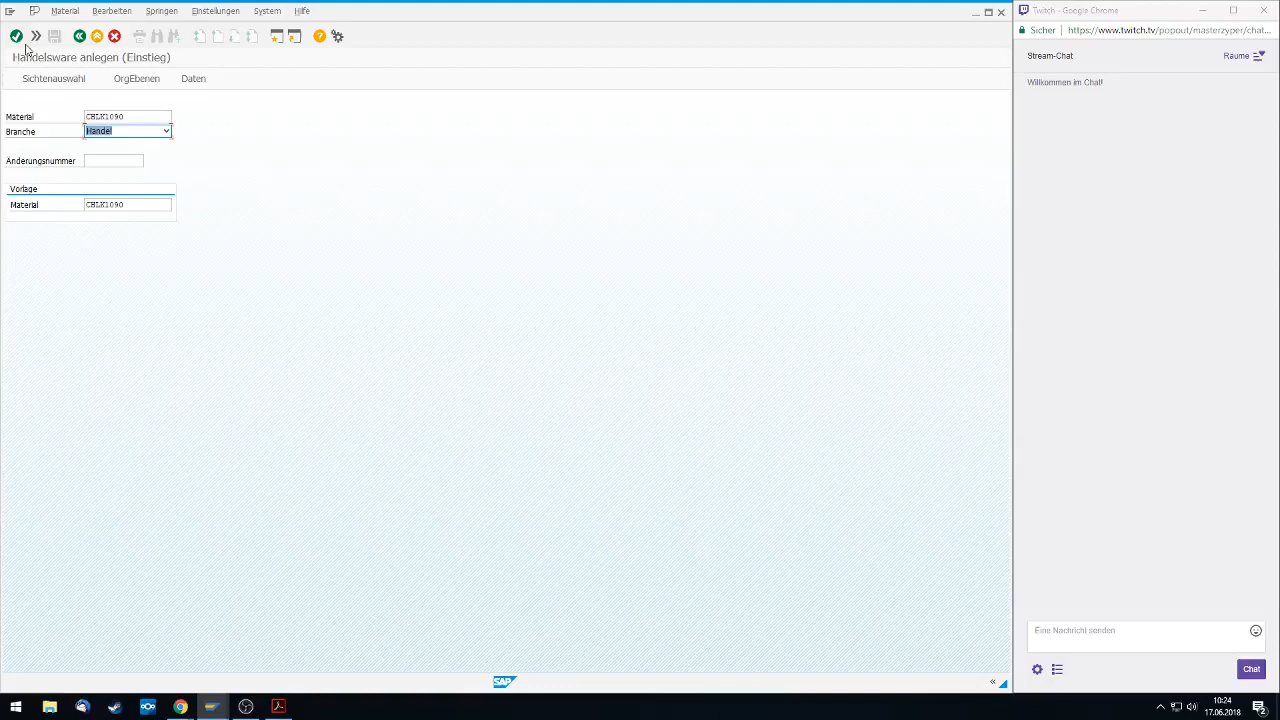 Material Bearbeiten Springen Einstellungen System Hilfe
Handelsware anlegen (Einstieg)
Sichtenauswahl OrgEbenen Daten
Material CHLK1090
Branche Handel
Änderungsnummer
Vorlage
Material CHLK1090
SAP
Twitch - Google Chrome
Sicher https://www.twitch.tv/popout/masterzyper/chat...
Stream-Chat Räume
Willkommen im Chat!
Eine Nachricht senden
Chat
10:24
17.06.2018
2